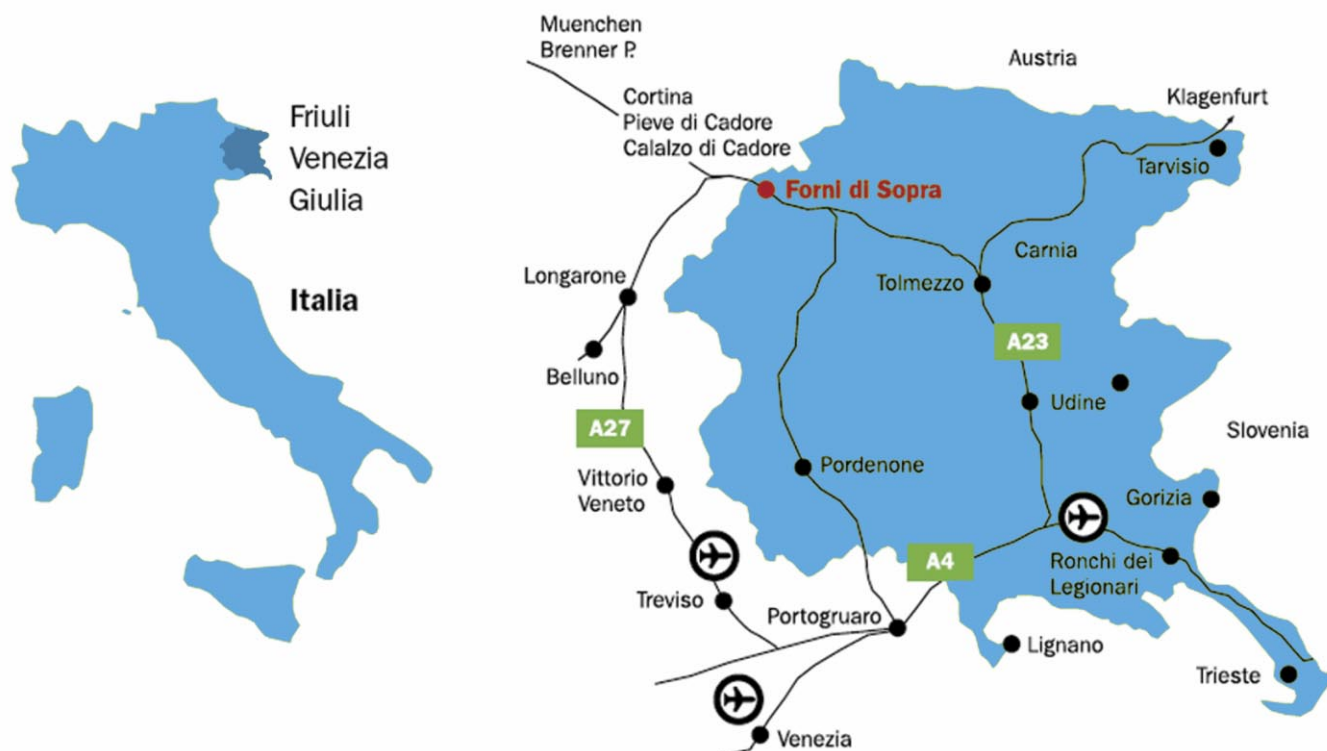 Friuli
Venezia
Giulia
Italia
Muenchen
Brenner P.
Cortina
Pieve di Cadore
Calalzo di Cadore
Austria
Klagenfurt
Tarvisio
Forni di Sopra
Carnia
Longarone
Tolmezzo
A23
Belluno
Udine
A27
Slovenia
Pordenone
Vittorio
Veneto
Gorizia
A4
Ronchi dei
Legionari
Treviso
Portogruaro
Lignano
Trieste
Venezia